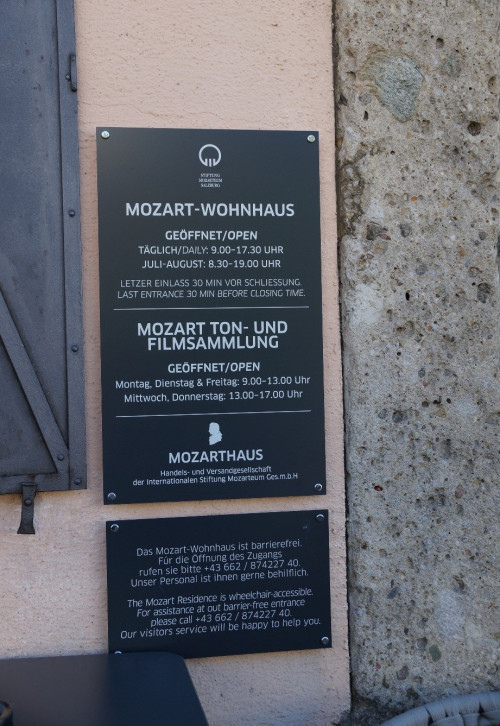 STIFTUNG
MOZARTEUM
SALZBURG
MOZART-WOHNHAUS
GEÖFFNET/OPEN
TÄGLICH/DAILY: 9.00-17.30 UHR
JULI-AUGUST: 8.30-19.00 UHR
LETZER EINLASS 30 MIN VOR SCHLIESSUNG.
LAST ENTRANCE 30 MIN BEFORE CLOSING TIME.
MOZART TON- UND
FILMSAMMLUNG
GEÖFFNET/OPEN
Montag, Dienstag & Freitag: 9.00-13.00 Uhr
Mittwoch, Donnerstag: 13.00-17.00 UHR
MOZARTHAUS
Handels- und Versandgesellschaft
der Internationalen Stiftung Mozarteum Ges.m.b.H
Das Mozart-Wohnhaus ist barrierefrei.
Für die Öffnung des Zugangs
rufen sie bitte +43 662 / 874227 40.
Unser Personal ist ihnen gerne behilflich.
The Mozart Residence is wheelchair-accessible.
For assistance at out barrier-free entrance
please call +43 662 / 874227 40.
Our visitors service will be happy to help you.